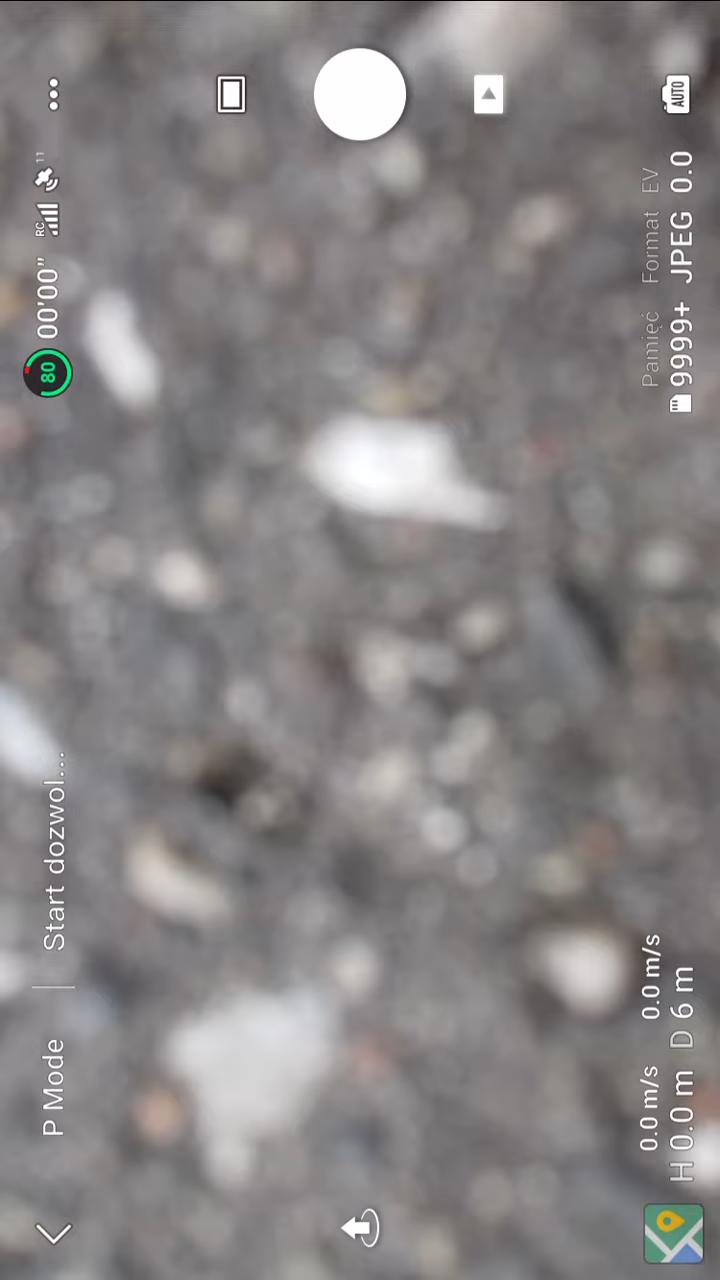 P Mode
Start dozwol...
80
00'00"
RC
11
0.0 m/s
0.0 m/s
H 0.0 m D 6 m
Pamięć
Format
EV
9999+
JPEG
0.0
AUTO